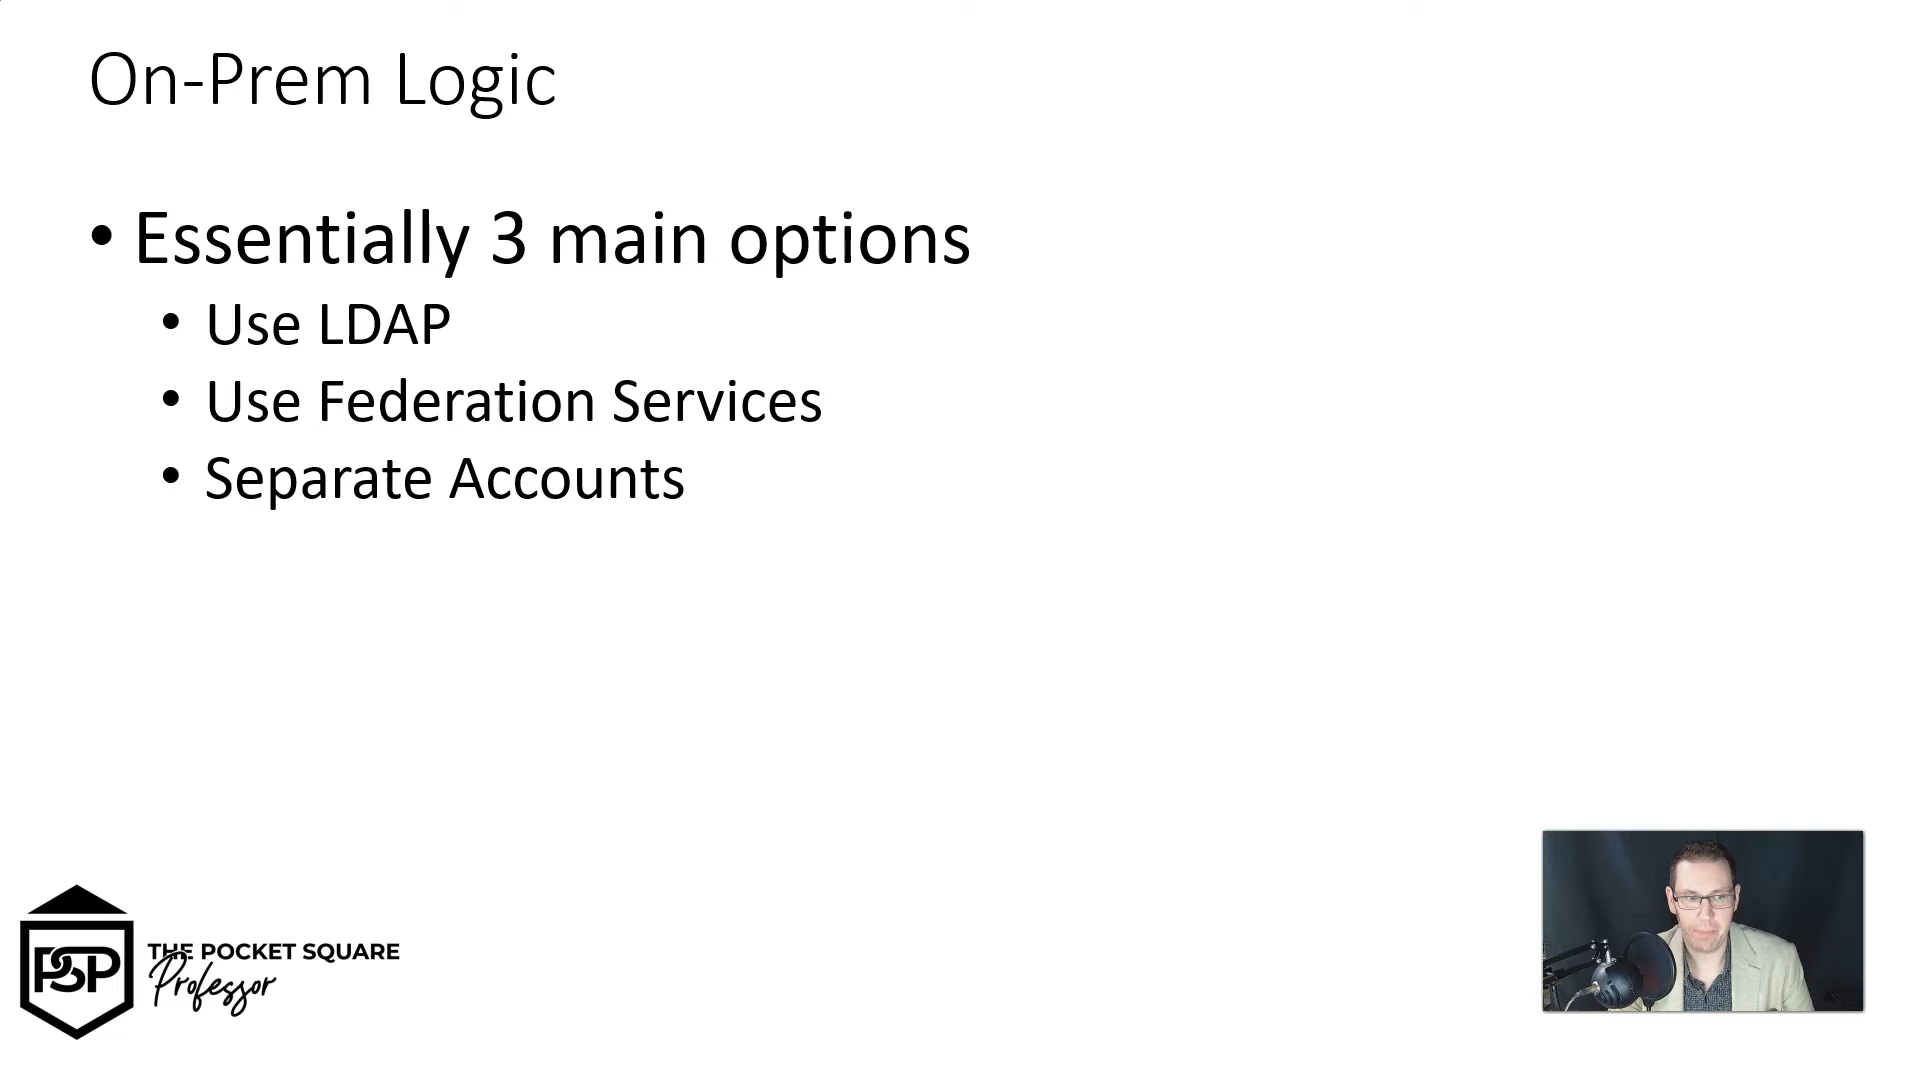 On-Prem Logic
• Essentially 3 main options
• Use LDAP
• Use Federation Services
• Separate Accounts
PSP
THE POCKET SQUARE
Professor